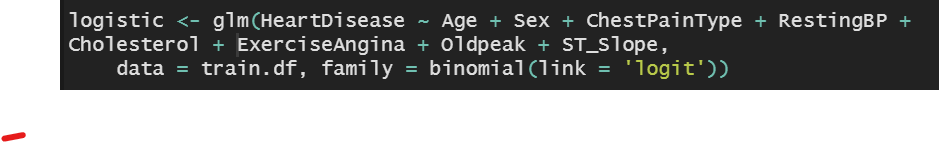 logistic <- glm(HeartDisease ~ Age + Sex + ChestPainType + RestingBP +
Cholesterol + ExerciseAngina + Oldpeak + ST_Slope,
    data = train.df, family = binomial(link = 'logit'))